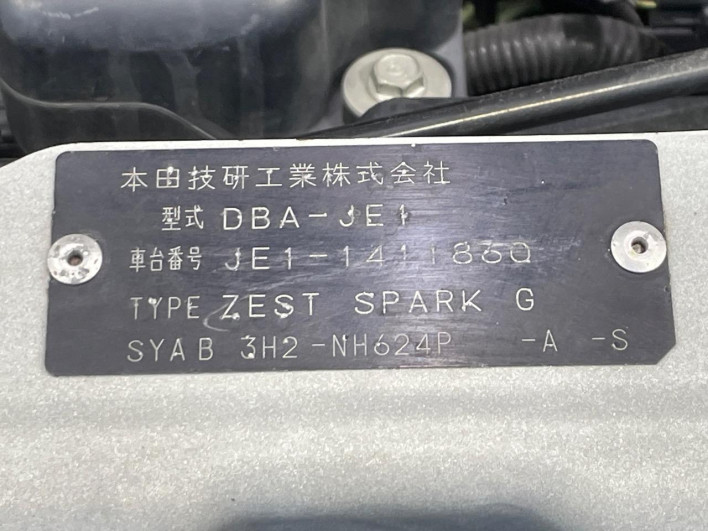 本田技研工業株式会社
型式 DBA-JE1
車台番号 JE1-1411830
TYPE ZEST SPARK G
SYAB 3H2-NH624P -A -S